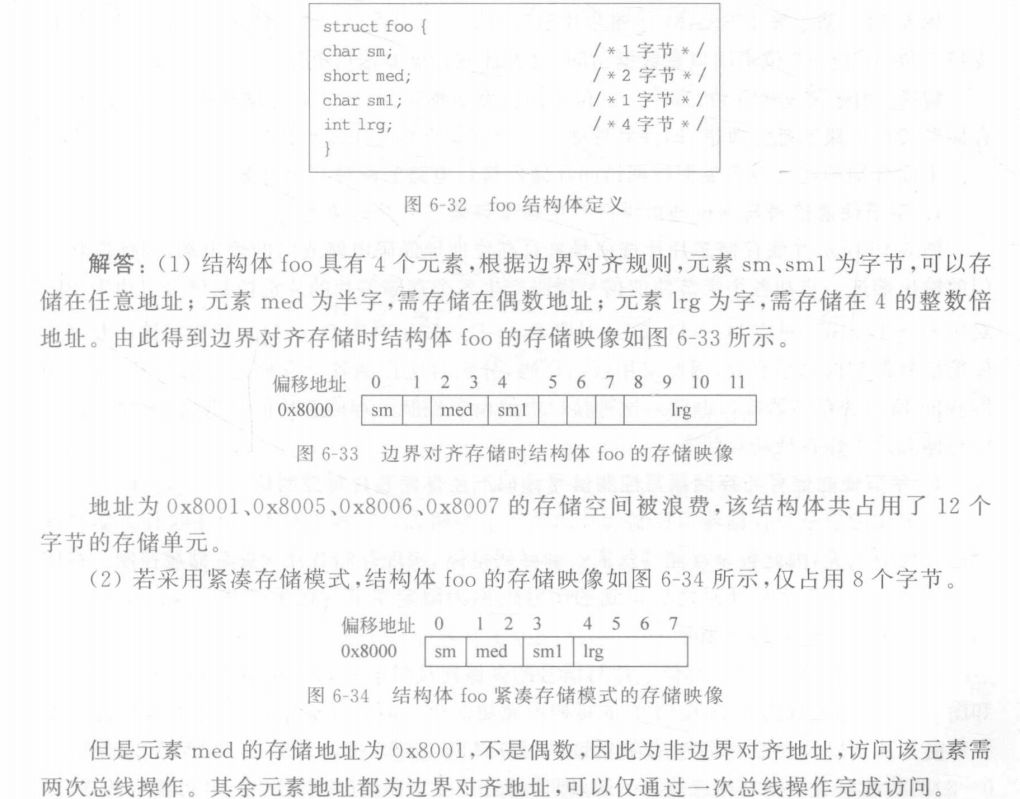 struct foo {
char sm; /*1字节*/
short med; /*2字节*/
char sm1; /*1字节*/
int lrg; /*4字节*/
}
图 6-32 foo 结构体定义
解答：(1) 结构体 foo 具有 4 个元素,根据边界对齐规则,元素 sm、sm1 为字节,可以存
储在任意地址；元素 med 为半字,需存储在偶数地址；元素 lrg 为字,需存储在 4 的整数倍
地址。由此得到边界对齐存储时结构体 foo 的存储映像如图 6-33 所示。
偏移地址 0 1 2 3 4 5 6 7 8 9 10 11
0x8000 sm med sm1 lrg
图 6-33 边界对齐存储时结构体 foo 的存储映像
地址为 0x8001、0x8005、0x8006、0x8007 的存储空间被浪费,该结构体共占用了 12 个
字节的存储单元。
(2) 若采用紧凑存储模式,结构体 foo 的存储映像如图 6-34 所示,仅占用 8 个字节。
偏移地址 0 1 2 3 4 5 6 7
0x8000 sm med sm1 lrg
图 6-34 结构体 foo 紧凑存储模式的存储映像
但是元素 med 的存储地址为 0x8001,不是偶数,因此为非边界对齐地址,访问该元素需
两次总线操作。其余元素地址都为边界对齐地址,可以仅通过一次总线操作完成访问。